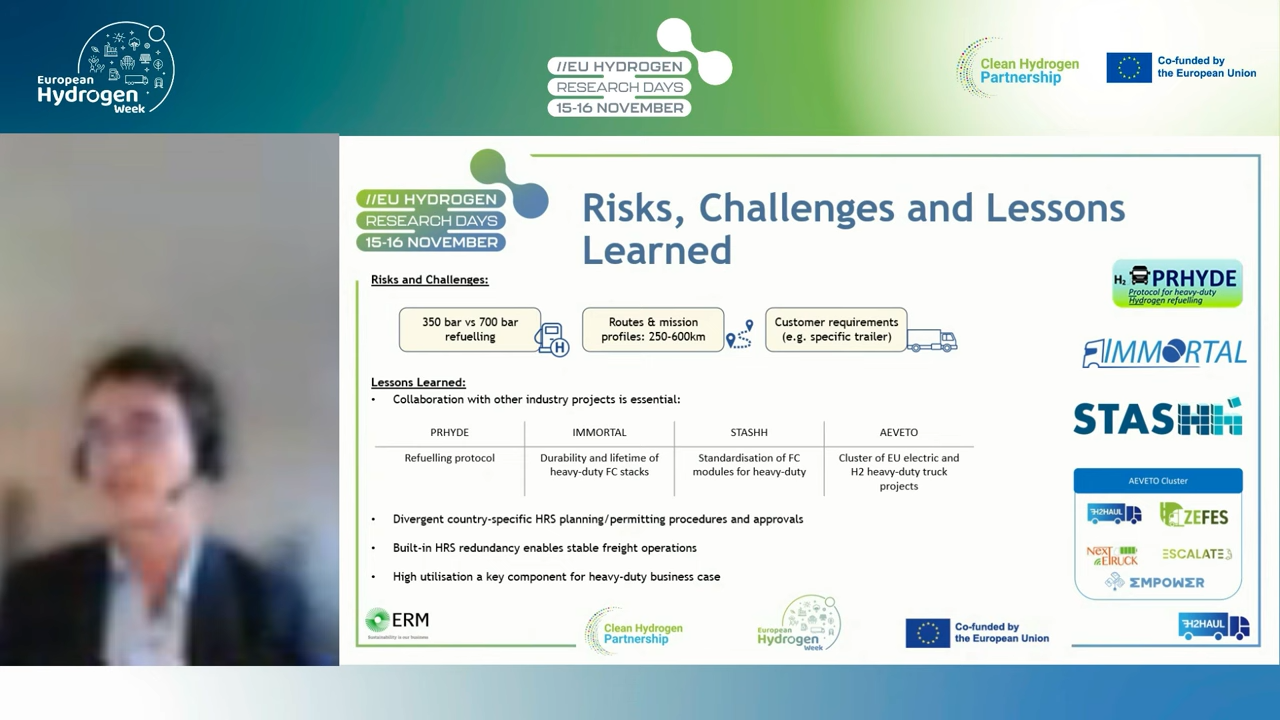 European
Hydrogen
Week
//EU HYDROGEN
RESEARCH DAYS
15-16 NOVEMBER
Clean Hydrogen
Partnership
Co-funded by
the European Union
//EU HYDROGEN
RESEARCH DAYS
15-16 NOVEMBER
Risks, Challenges and Lessons
Learned
Risks and Challenges:
350 bar vs 700 bar
refuelling
H
Routes & mission
profiles: 250-600km
Customer requirements
(e.g. specific trailer)
H₂ PRHYDE
Protocol for heavy-duty
Hydrogen refuelling
IMMORTAL
STASHH
Lessons Learned:
• Collaboration with other industry projects is essential:
PRHYDE IMMORTAL STASHH AEVETO
Refuelling protocol
Durability and lifetime of
heavy-duty FC stacks
Standardisation of FC
modules for heavy-duty
Cluster of EU electric and
H2 heavy-duty truck
projects
• Divergent country-specific HRS planning/permitting procedures and approvals
• Built-in HRS redundancy enables stable freight operations
• High utilisation a key component for heavy-duty business case
AEVETO Cluster
H2HAUL
ZEFES
NEXT
ETRUCK
ESCALATE
EMPOWER
ERM
Sustainability is our business
Clean Hydrogen
Partnership
European
Hydrogen
Week
Co-funded by
the European Union
H2HAUL